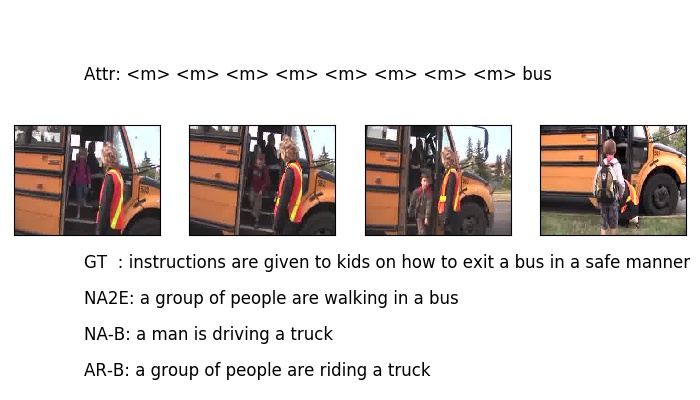 Attr: <m> <m> <m> <m> <m> <m> <m> <m> bus
GT : instructions are given to kids on how to exit a bus in a safe manner
NA2E: a group of people are walking in a bus
NA-B: a man is driving a truck
AR-B: a group of people are riding a truck